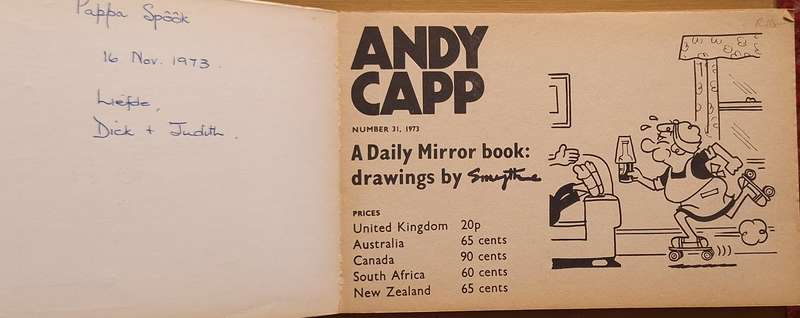 Pappa Spôôk
16 Nov. 1973.
Liefde,
Dick + Judith.
ANDY
CAPP
NUMBER 31, 1973
A Daily Mirror book:
drawings by Smythe
PRICES
United Kingdom 20p
Australia 65 cents
Canada 90 cents
South Africa 60 cents
New Zealand 65 cents